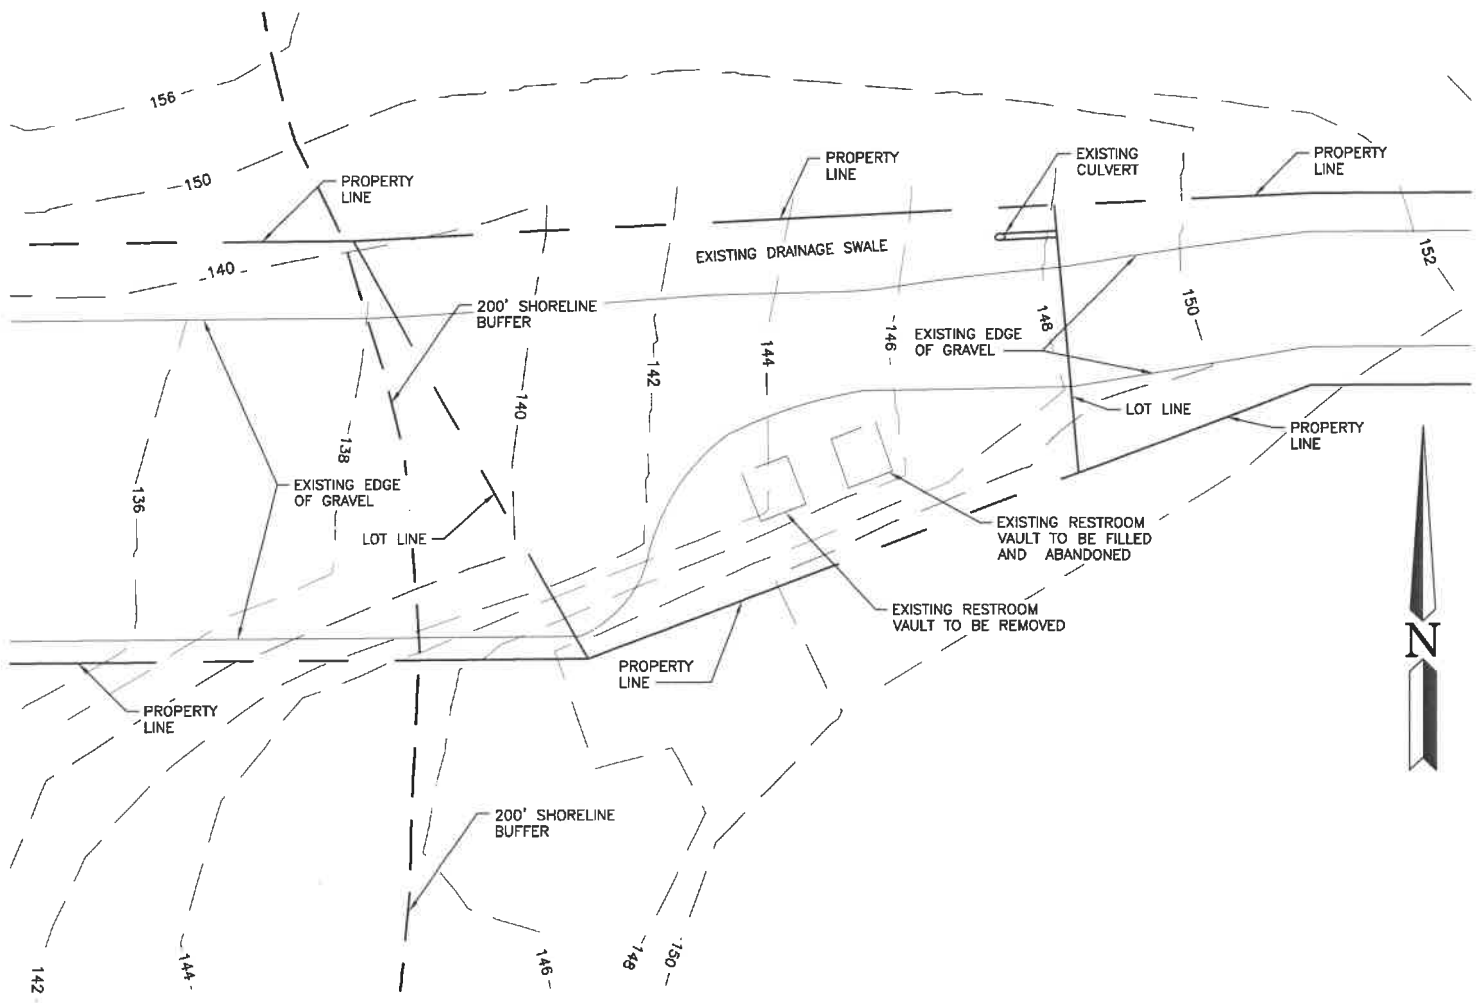 156
150
PROPERTY
LINE
PROPERTY
LINE
EXISTING
CULVERT
PROPERTY
LINE
140
EXISTING DRAINAGE SWALE
152
200' SHORELINE
BUFFER
150
148
146
144
142
140
138
136
EXISTING EDGE
OF GRAVEL
LOT LINE
PROPERTY
LINE
EXISTING EDGE
OF GRAVEL
LOT LINE
EXISTING RESTROOM
VAULT TO BE FILLED
AND ABANDONED
EXISTING RESTROOM
VAULT TO BE REMOVED
N
PROPERTY
LINE
PROPERTY
LINE
200' SHORELINE
BUFFER
142
144
146
148
150